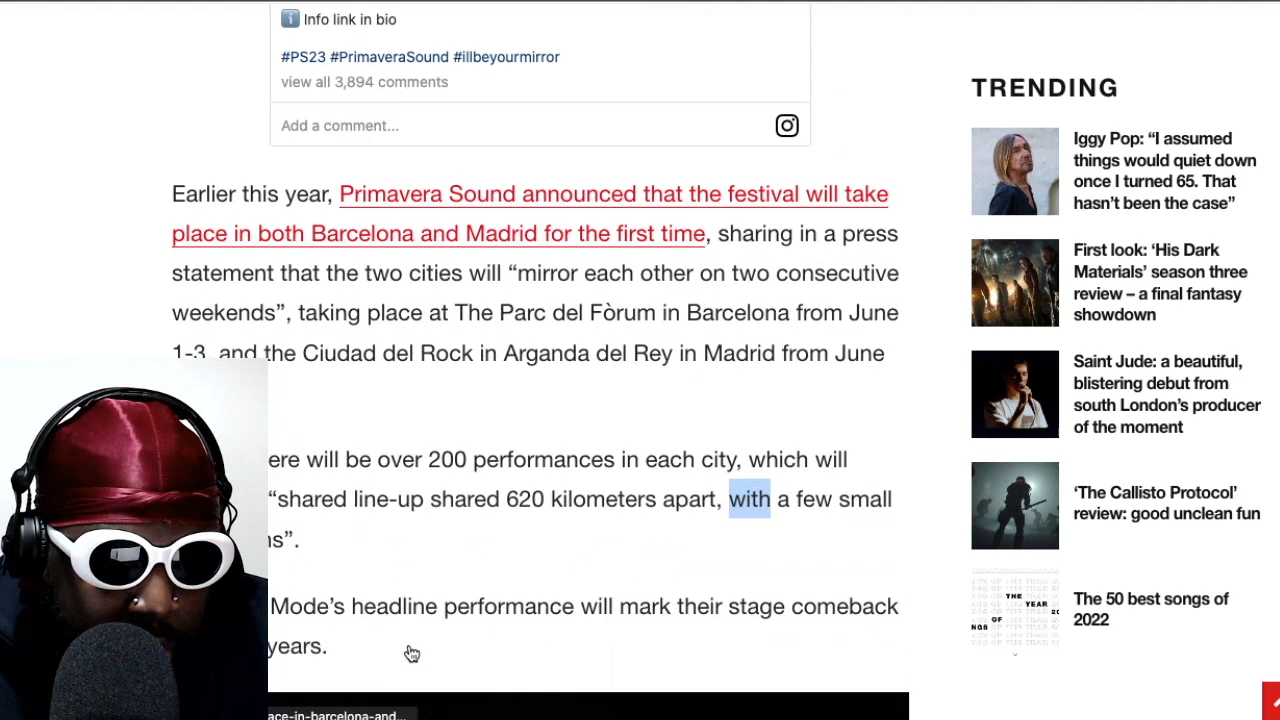 Info link in bio
#PS23 #PrimaveraSound #illbeyourmirror
view all 3,894 comments
Add a comment...
Earlier this year, Primavera Sound announced that the festival will take
place in both Barcelona and Madrid for the first time, sharing in a press
statement that the two cities will “mirror each other on two consecutive
weekends”, taking place at The Parc del Fòrum in Barcelona from June
1-3, and the Ciudad del Rock in Arganda del Rey in Madrid from June
ere will be over 200 performances in each city, which will
“shared line-up shared 620 kilometers apart, with a few small
ns”.
Mode’s headline performance will mark their stage comeback
years.
ace-in-barcelona-and...
TRENDING
Iggy Pop: “I assumed
things would quiet down
once I turned 65. That
hasn’t been the case”
First look: ‘His Dark
Materials’ season three
review – a final fantasy
showdown
Saint Jude: a beautiful,
blistering debut from
south London’s producer
of the moment
‘The Callisto Protocol’
review: good unclean fun
THE
YEAR
OF
The 50 best songs of
2022